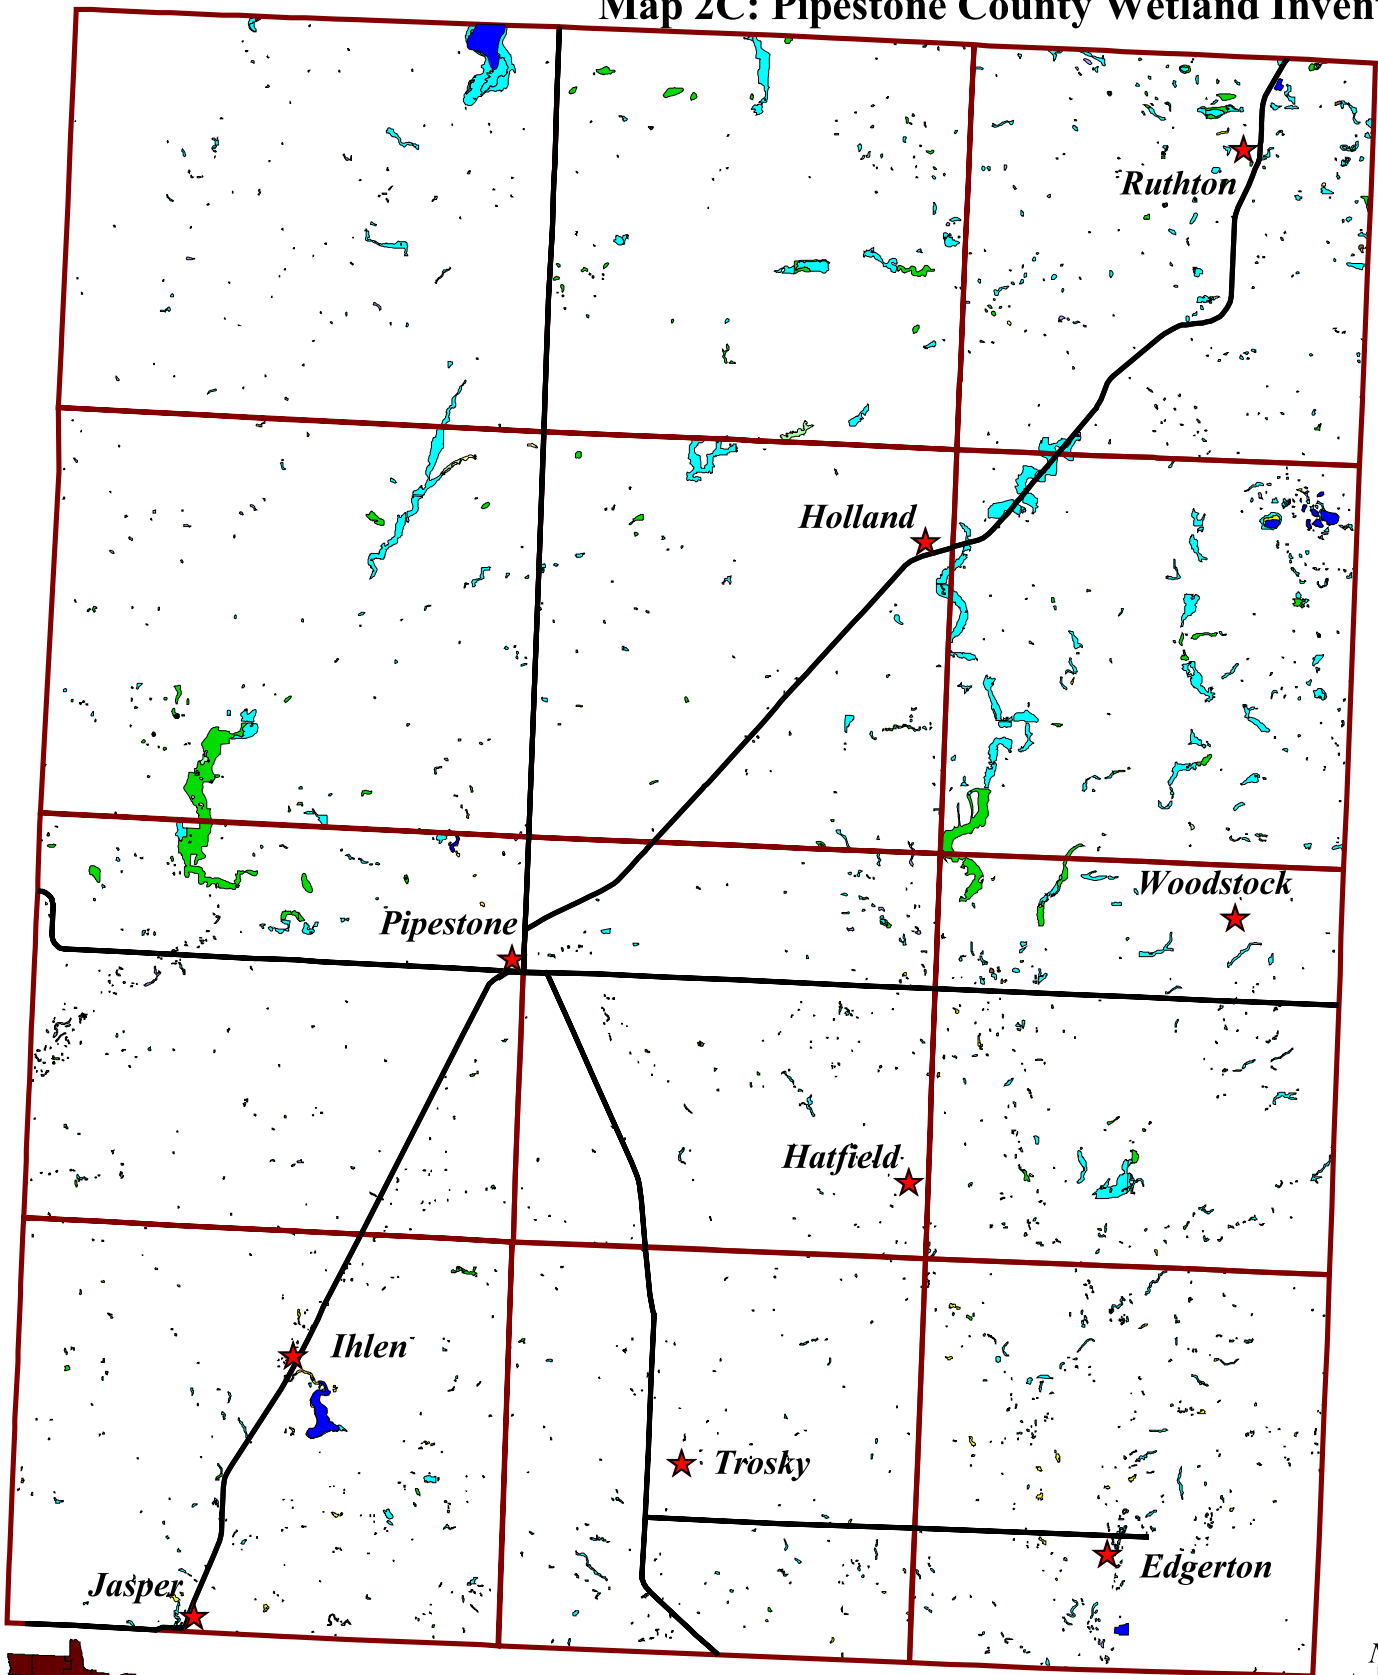 Map 2C: Pipestone County Wetland Inven
Ruthton
Holland
Woodstock
Pipestone
Hatfield
Ihlen
Trosky
Edgerton
Jasper